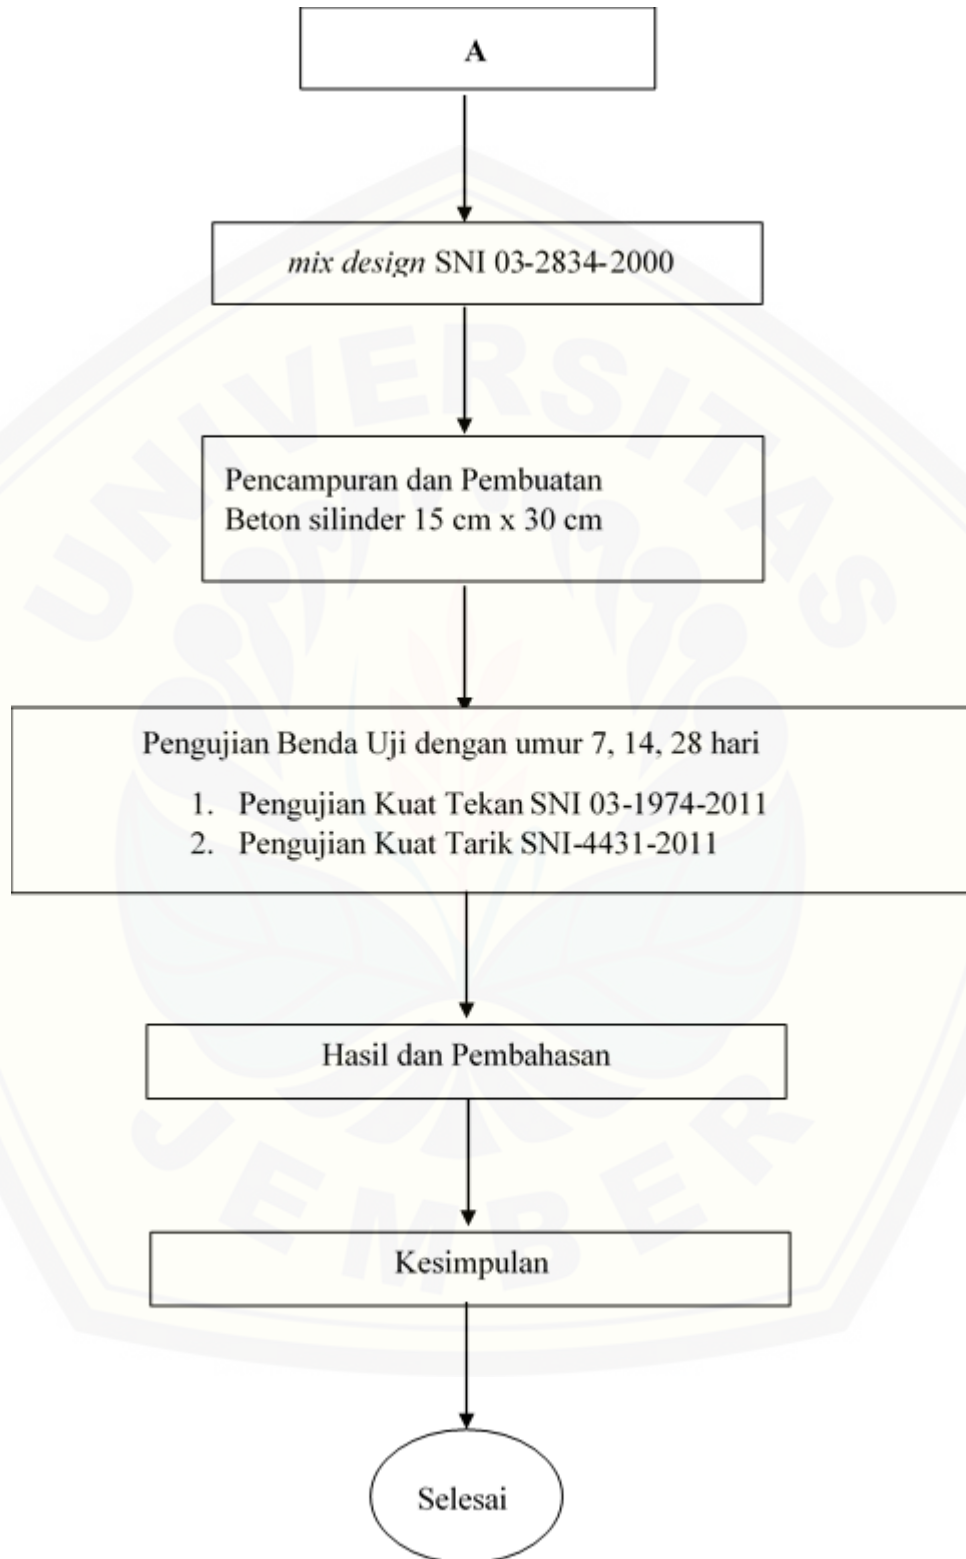 A
mix design SNI 03-2834-2000
Pencampuran dan Pembuatan
Beton silinder 15 cm x 30 cm
Pengujian Benda Uji dengan umur 7, 14, 28 hari
1. Pengujian Kuat Tekan SNI 03-1974-2011
2. Pengujian Kuat Tarik SNI-4431-2011
Hasil dan Pembahasan
Kesimpulan
Selesai
UNIVERSITAS
JEMBER